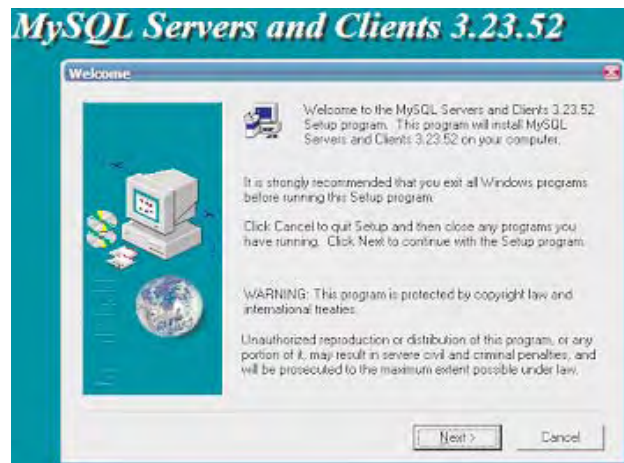 MySQL Servers and Clients 3.23.52
Welcome
Welcome to the MySQL Servers and Clients 3.23.52
Setup program. This program will install MySQL
Servers and Clients 3.23.52 on your computer.
It is strongly recommended that you exit all Windows programs
before running this Setup program.
Click Cancel to quit Setup and then close any programs you
have running. Click Next to continue with the Setup program.
WARNING: This program is protected by copyright law and
international treaties.
Unauthorized reproduction or distribution of this program, or any
portion of it, may result in severe civil and criminal penalties, and
will be prosecuted to the maximum extent possible under law.
Next >
Cancel